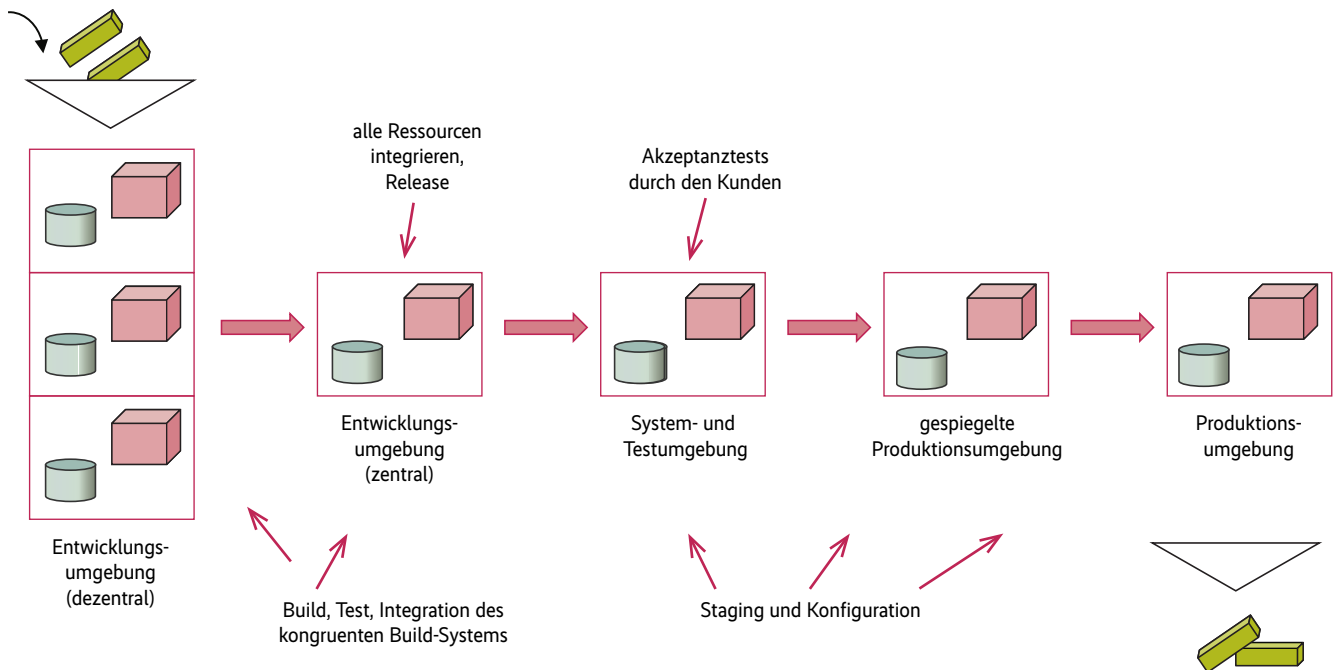 alle Ressourcen
integrieren,
Release
Akzeptanztests
durch den Kunden
Entwicklungs-
umgebung
(zentral)
System- und
Testumgebung
gespiegelte
Produktionsumgebung
Produktions-
umgebung
Entwicklungs-
umgebung
(dezentral)
Build, Test, Integration des
kongruenten Build-Systems
Staging und Konfiguration